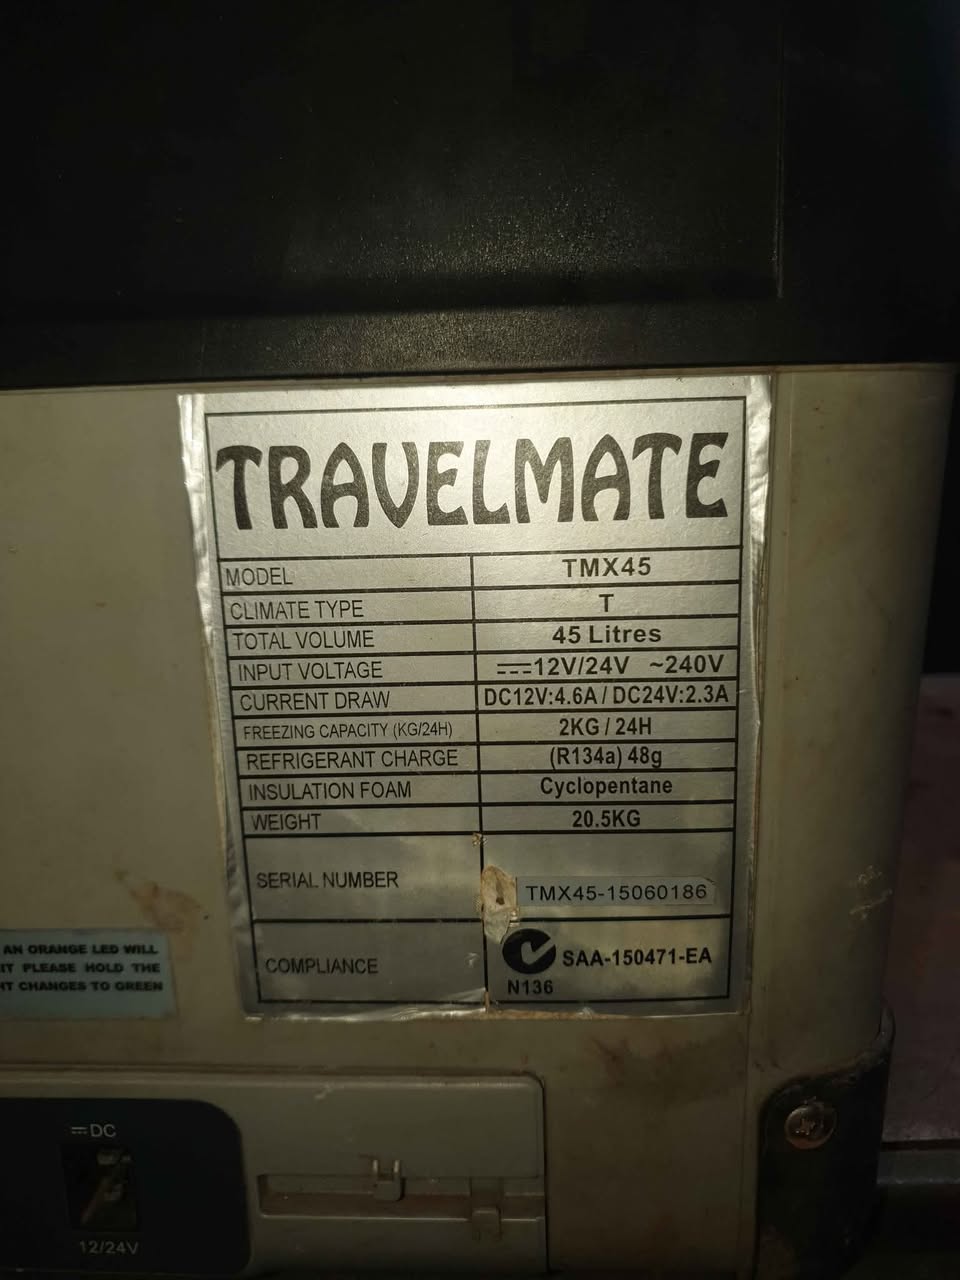 TRAVELMATE
MODEL TMX45
CLIMATE TYPE T
TOTAL VOLUME 45 Litres
INPUT VOLTAGE ⎓12V/24V ~240V
CURRENT DRAW DC12V:4.6A / DC24V:2.3A
FREEZING CAPACITY (KG/24H) 2KG / 24H
REFRIGERANT CHARGE (R134a) 48g
INSULATION FOAM Cyclopentane
WEIGHT 20.5KG
SERIAL NUMBER TMX45-15060186
COMPLIANCE SAA-150471-EA
N136
AN ORANGE LED WILL
IT PLEASE HOLD THE
HT CHANGES TO GREEN
⎓DC
12/24V